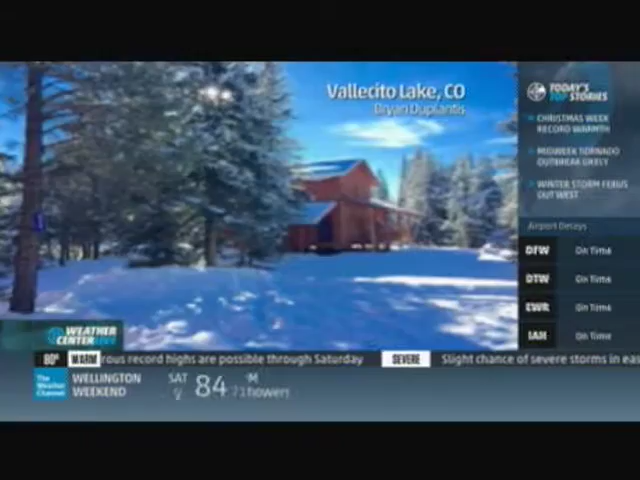 Vallecito Lake, CO
Bryan Duplantis
TODAY'S
TOP STORIES
CHRISTMAS WEEK
RECORD WARMTH
MIDWEEK TORNADO
OUTBREAK LIKELY
WINTER STORM FERUS
OUT WEST
Airport Delays
DFW On Time
DTW On Time
EWR On Time
IAH On Time
WEATHER
CENTER LIVE
80° WARM rous record highs are possible through Saturday SEVERE Slight chance of severe storms in eas
The Weather Channel
WELLINGTON
WEEKEND
SAT
84
71 howers